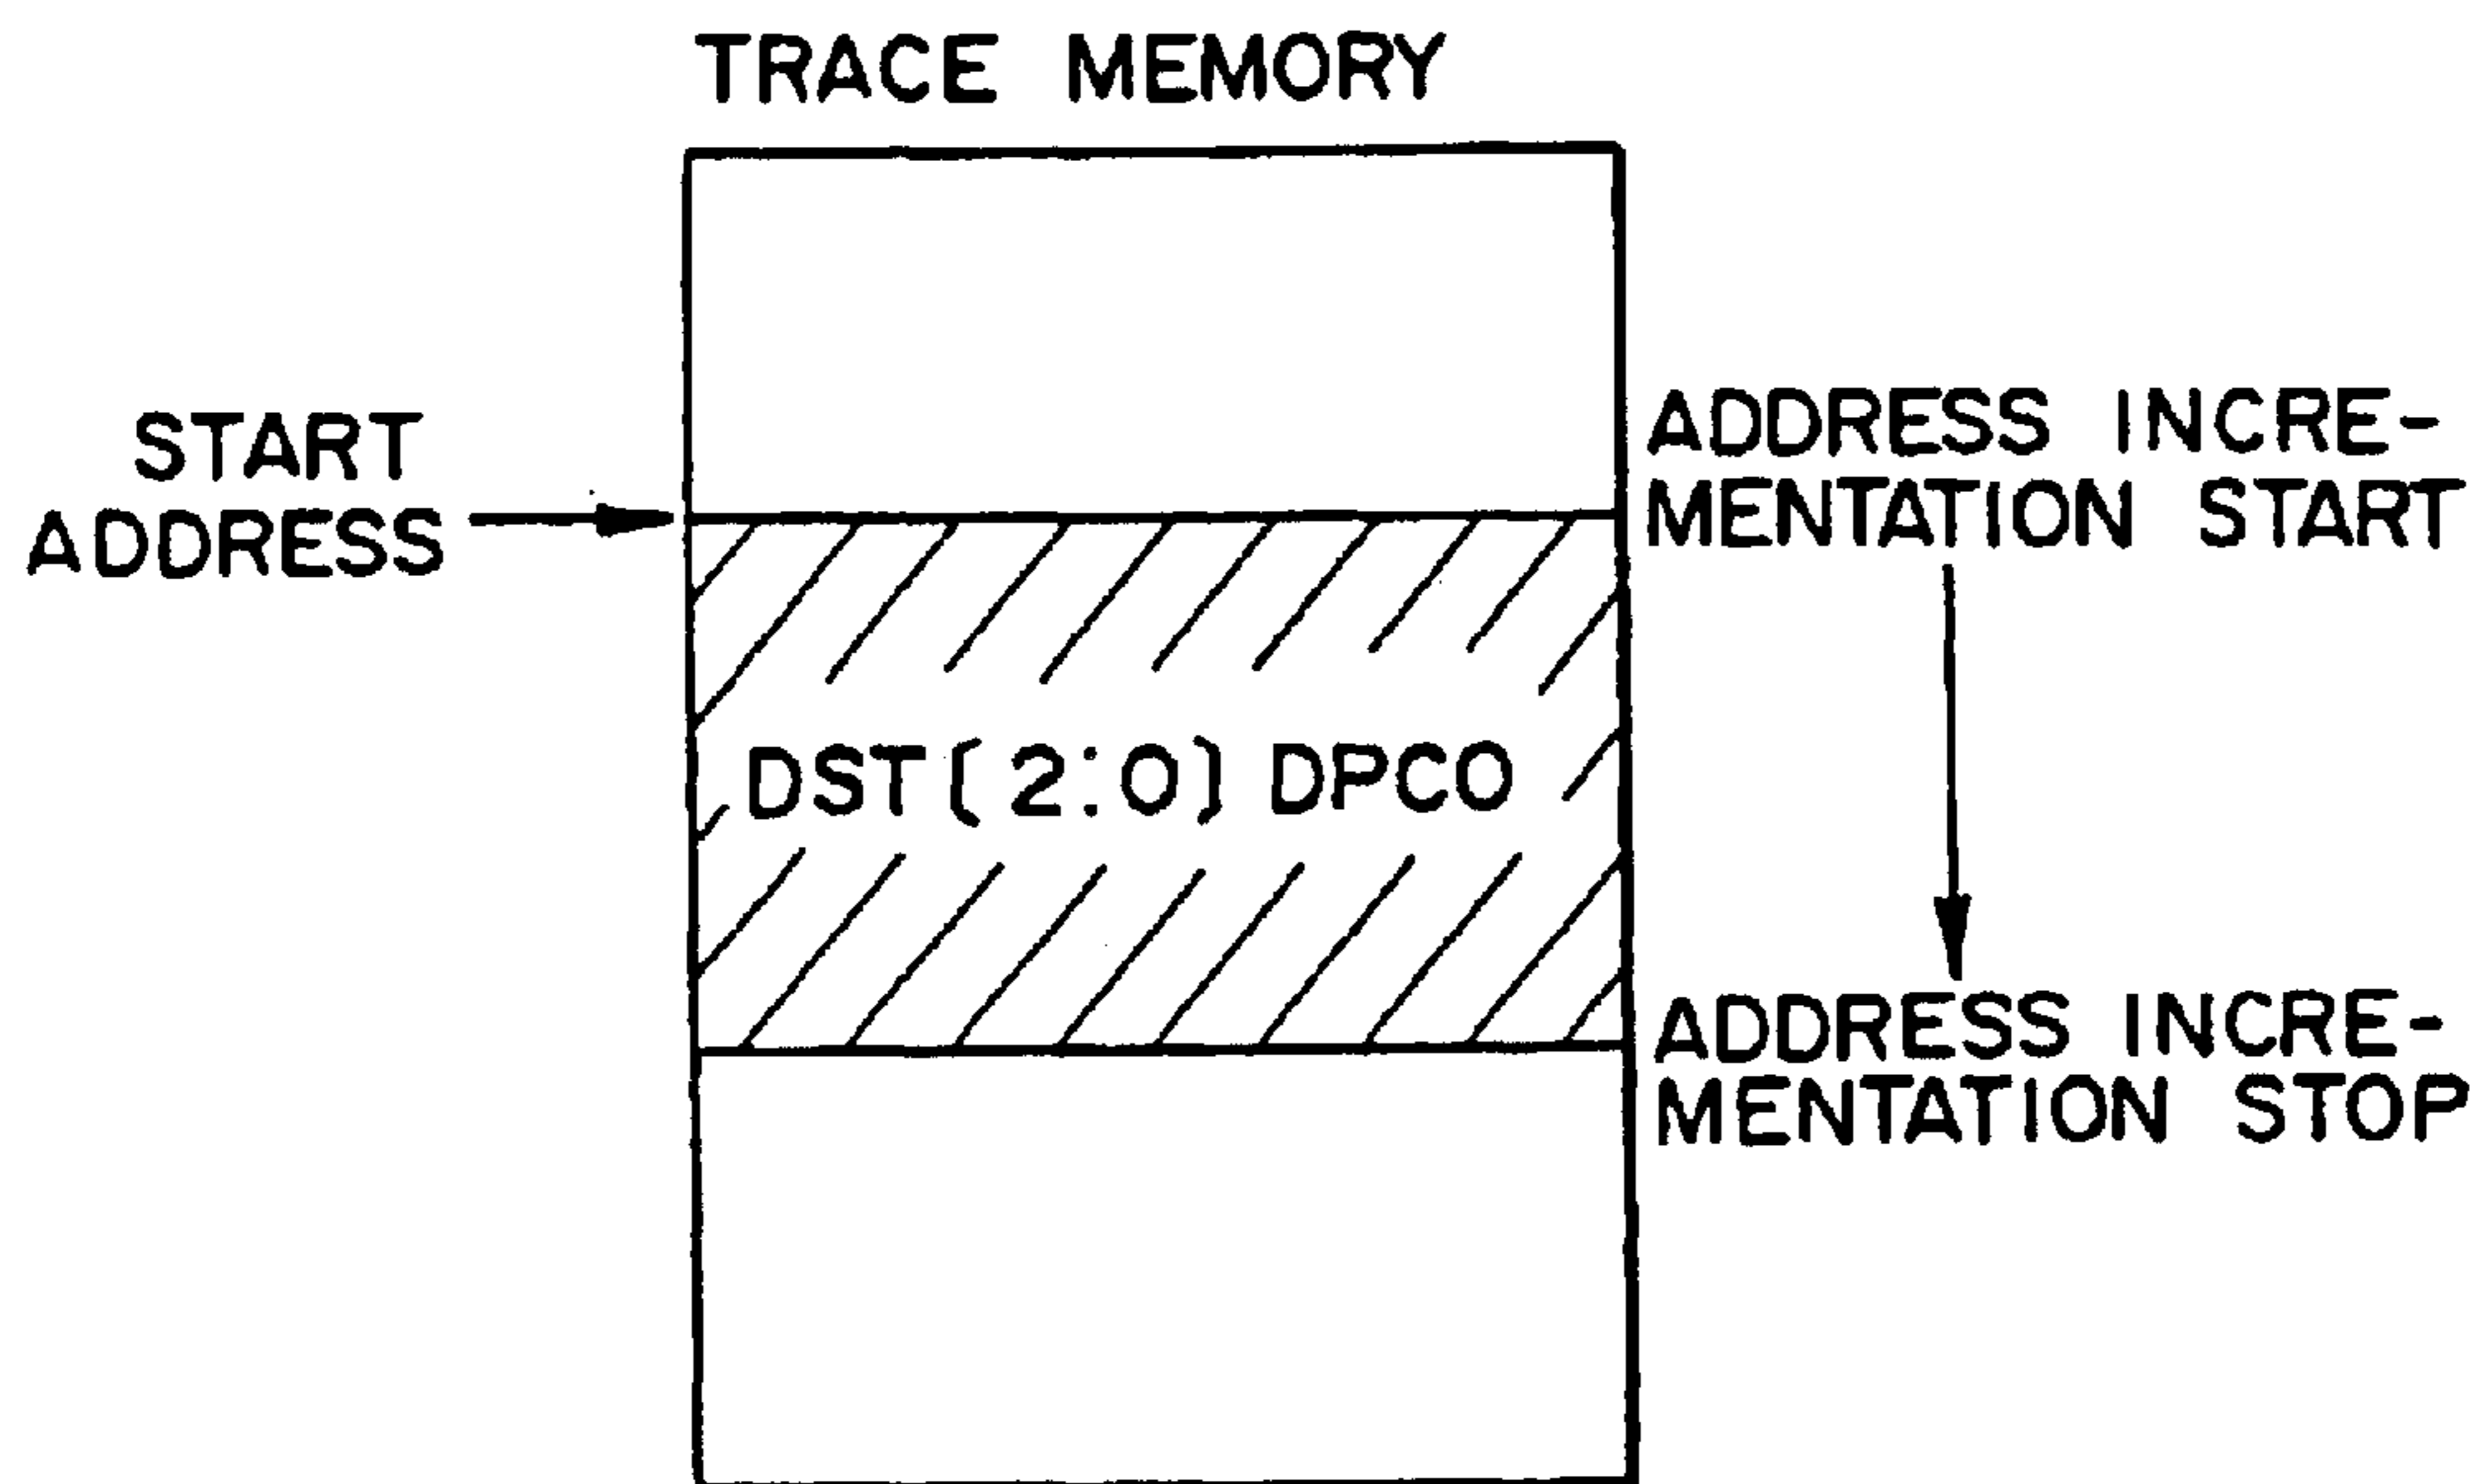 TRACE MEMORY
START
ADDRESS
ADDRESS INCRE-
MENTATION START
DST(2:0) DPCO
ADDRESS INCRE-
MENTATION STOP